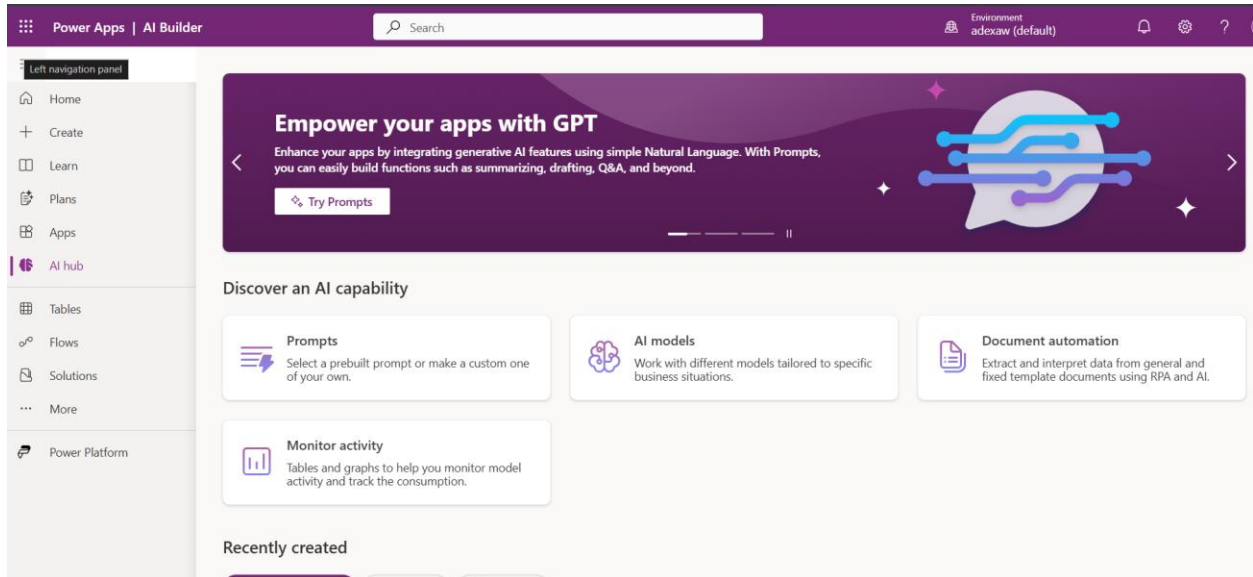 Power Apps | AI Builder
Search
Environment
adexaw (default)
Left navigation panel
Home
Create
Learn
Plans
Apps
AI hub
Tables
Flows
Solutions
More
Power Platform
Empower your apps with GPT
Enhance your apps by integrating generative AI features using simple Natural Language. With Prompts,
you can easily build functions such as summarizing, drafting, Q&A, and beyond.
Try Prompts
Discover an AI capability
Prompts
Select a prebuilt prompt or make a custom one
of your own.
AI models
Work with different models tailored to specific
business situations.
Document automation
Extract and interpret data from general and
fixed template documents using RPA and AI.
Monitor activity
Tables and graphs to help you monitor model
activity and track the consumption.
Recently created